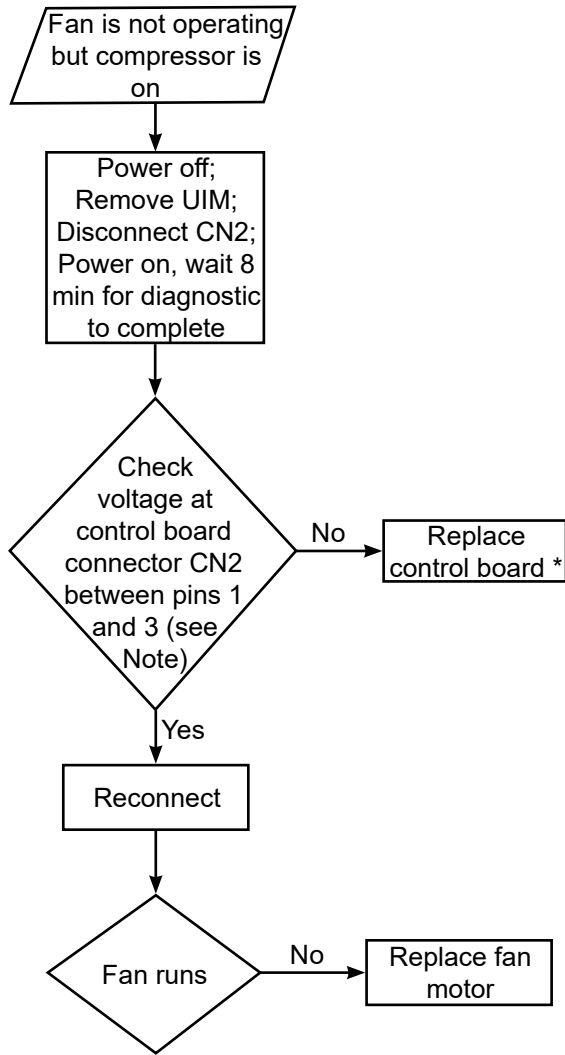 Fan is not operating
but compressor is
on
Power off;
Remove UIM;
Disconnect CN2;
Power on, wait 8
min for diagnostic
to complete
Check
voltage at
control board
connector CN2
between pins 1
and 3 (see
Note)
No
Replace
control board *
Yes
Reconnect
Fan runs
No
Replace fan
motor